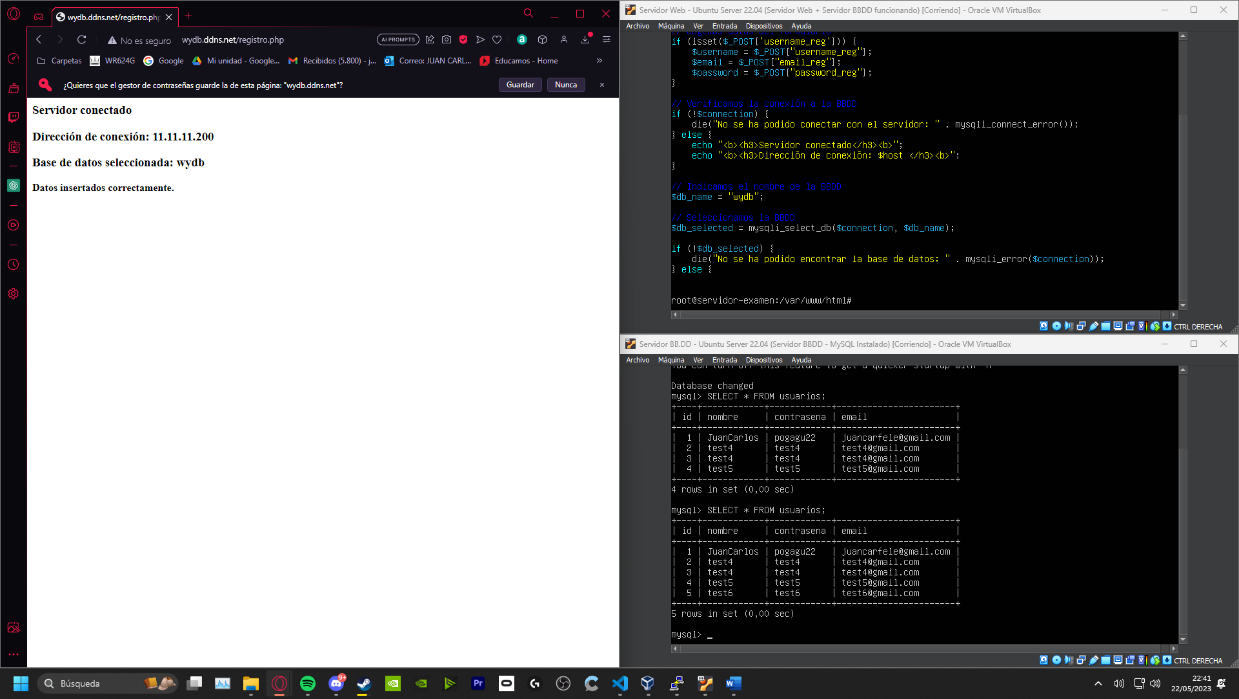 wydb.ddns.net/registro.php
No es seguro
wydb.ddns.net/registro.php
AI PROMPTS
Carpetas
WR624G
Google
Mi unidad - Google...
Recibidos (5.800) - j...
Correo: JUAN CARL...
Educamos - Home
»
¿Quieres que el gestor de contraseñas guarde la de esta página: "wydb.ddns.net"?
Guardar
Nunca
Servidor conectado
Dirección de conexión: 11.11.11.200
Base de datos seleccionada: wydb
Datos insertados correctamente.
Servidor Web - Ubuntu Server 22.04 (Servidor Web + Servidor BBDD funcionando) [Corriendo] - Oracle VM VirtualBox
Archivo Máquina Ver Entrada Dispositivos Ayuda
if (isset($_POST['username_reg'])) {
$username = $_POST["username_reg"];
$email = $_POST["email_reg"];
$password = $_POST["password_reg"];
}
// Verificamos la conexión a la BBDD
if (!$connection) {
die("No se ha podido conectar con el servidor: " . mysqli_connect_error());
} else {
echo "<b><h3>Servidor conectado</h3><b>";
echo "<b><h3>Dirección de conexión: $host </h3><b>";
}
// Indicamos el nombre de la BBDD
$db_name = "wydb";
// Seleccionamos la BBDD
$db_selected = mysqli_select_db($connection, $db_name);
if (!$db_selected) {
die("No se ha podido encontrar la base de datos: " . mysqli_error($connection));
} else {
root@servidor-examen:/var/www/html#
CTRL DERECHA
Servidor BB.DD - Ubuntu Server 22.04 (Servidor BBDD - MySQL Instalado) [Corriendo] - Oracle VM VirtualBox
Archivo Máquina Ver Entrada Dispositivos Ayuda
You can turn off this feature to get a quicker startup with -A
Database changed
mysql> SELECT * FROM usuarios;
+----+------------+------------+-----------------------+
| id | nombre | contrasena | email |
+----+------------+------------+-----------------------+
| 1 | JuanCarlos | pogagu22 | juancarfele@gmail.com |
| 2 | test4 | test4 | test4@gmail.com |
| 3 | test4 | test4 | test4@gmail.com |
| 4 | test5 | test5 | test5@gmail.com |
+----+------------+------------+-----------------------+
4 rows in set (0,00 sec)
mysql> SELECT * FROM usuarios;
+----+------------+------------+-----------------------+
| id | nombre | contrasena | email |
+----+------------+------------+-----------------------+
| 1 | JuanCarlos | pogagu22 | juancarfele@gmail.com |
| 2 | test4 | test4 | test4@gmail.com |
| 3 | test4 | test4 | test4@gmail.com |
| 4 | test5 | test5 | test5@gmail.com |
| 5 | test6 | test6 | test6@gmail.com |
+----+------------+------------+-----------------------+
5 rows in set (0,00 sec)
mysql> _
CTRL DERECHA
Búsqueda
22:41
22/05/2023